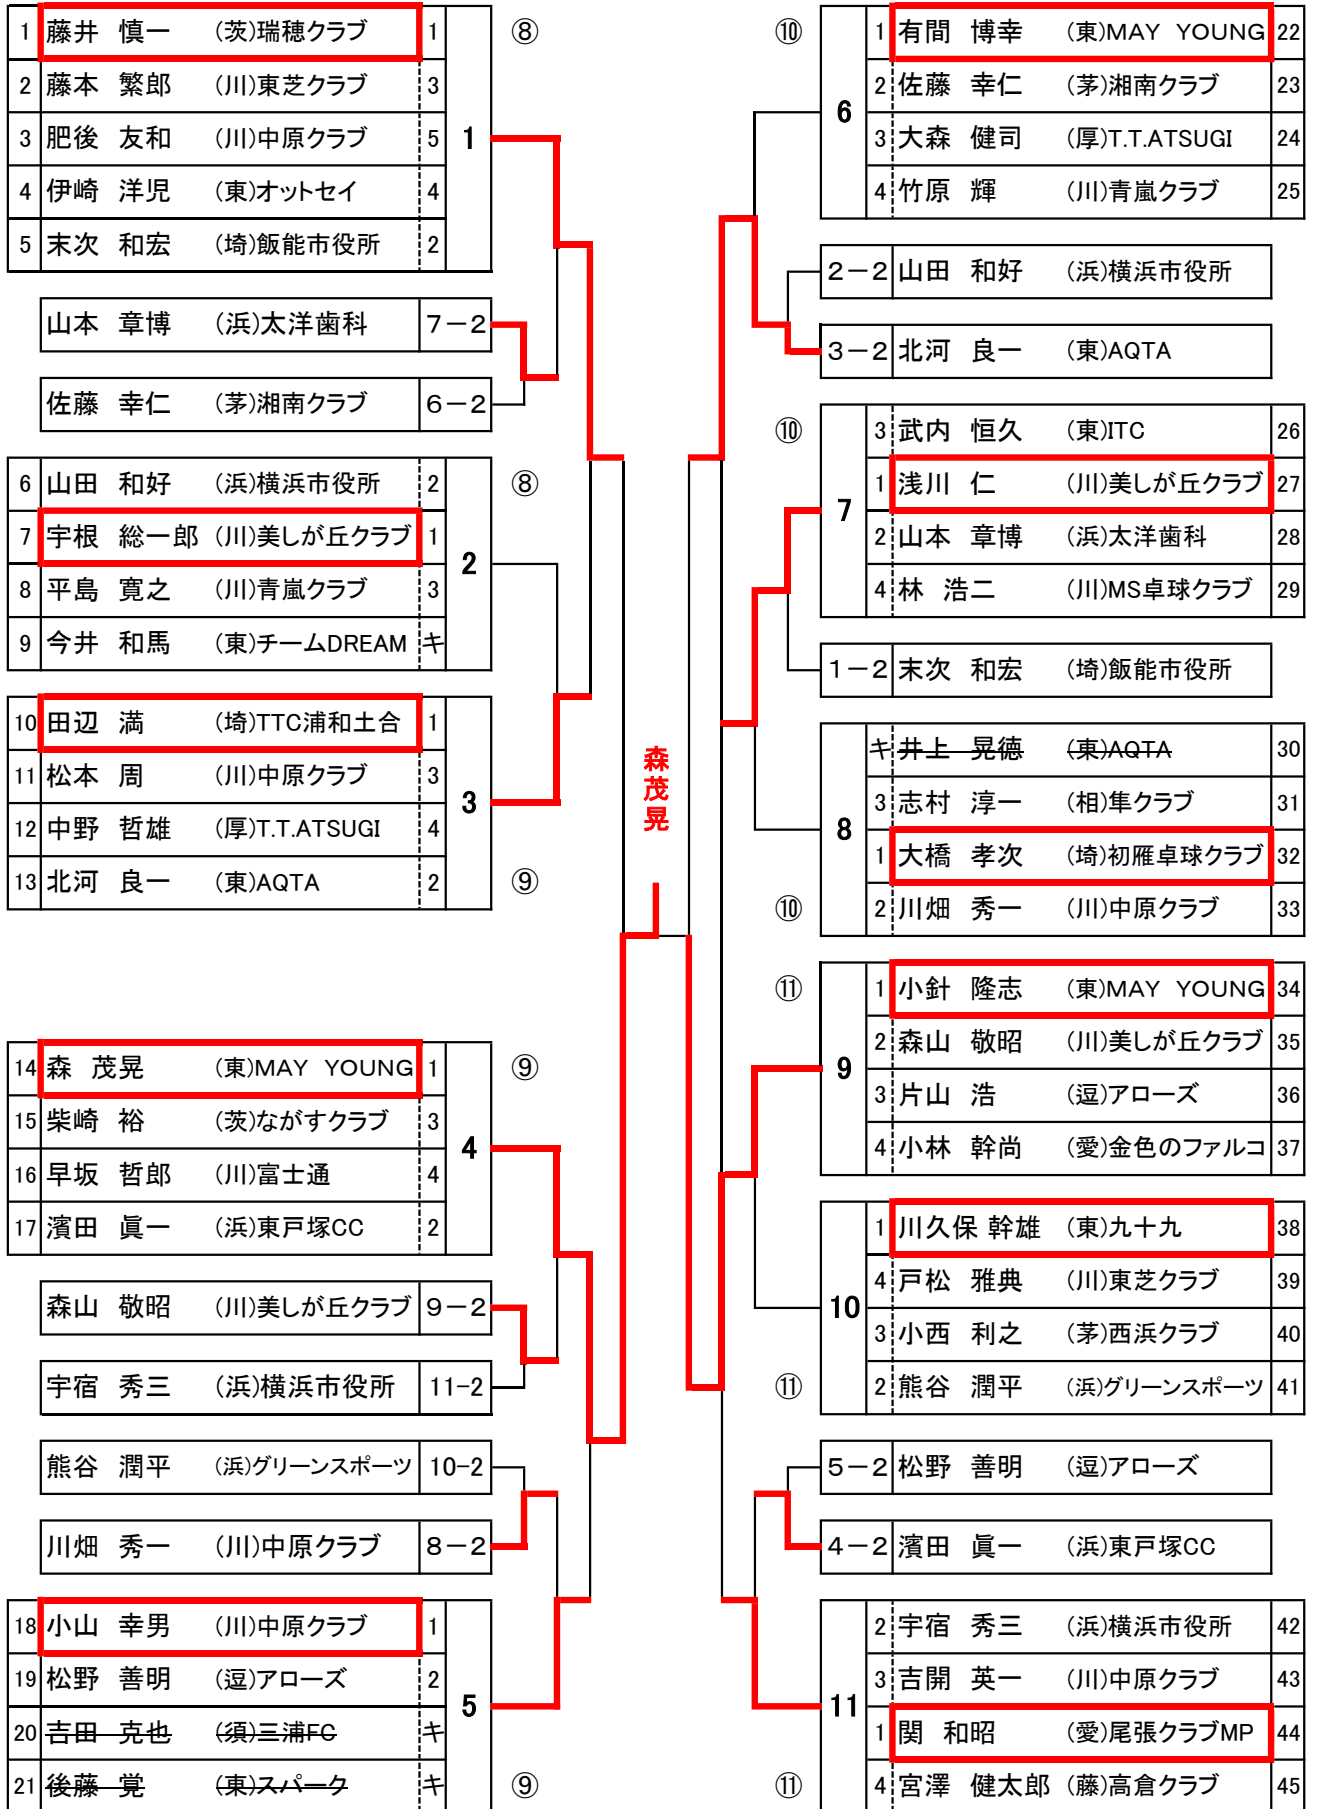 1 藤井 慎一 (茨)瑞穂クラブ 1 ⑧
2 藤本 繁郎 (川)東芝クラブ 3
3 肥後 友和 (川)中原クラブ 5 1
4 伊崎 洋児 (東)オットセイ 4
5 末次 和宏 (埼)飯能市役所 2
山本 章博 (浜)太洋歯科 7－2
佐藤 幸仁 (茅)湘南クラブ 6－2
6 山田 和好 (浜)横浜市役所 2 ⑧
7 宇根 総一郎 (川)美しが丘クラブ 1
2
8 平島 寛之 (川)青嵐クラブ 3
9 今井 和馬 (東)チームDREAM キ
10 田辺 満 (埼)TTC浦和土合 1
11 松本 周 (川)中原クラブ 3
3
12 中野 哲雄 (厚)T.T.ATSUGI 4
13 北河 良一 (東)AQTA 2 ⑨
14 森 茂晃 (東)MAY YOUNG 1 ⑨
15 柴崎 裕 (茨)ながすクラブ 3
4
16 早坂 哲郎 (川)富士通 4
17 濱田 眞一 (浜)東戸塚CC 2
森山 敬昭 (川)美しが丘クラブ 9－2
宇宿 秀三 (浜)横浜市役所 11-2
熊谷 潤平 (浜)グリーンスポーツ 10-2
川畑 秀一 (川)中原クラブ 8－2
18 小山 幸男 (川)中原クラブ 1
19 松野 善明 (逗)アローズ 2
5
20 吉田 克也 (須)三浦FC キ
21 後藤 覚 (東)スパーク キ ⑨
森茂晃
⑩ 1 有間 博幸 (東)MAY YOUNG 22
2 佐藤 幸仁 (茅)湘南クラブ 23
6
3 大森 健司 (厚)T.T.ATSUGI 24
4 竹原 輝 (川)青嵐クラブ 25
2－2 山田 和好 (浜)横浜市役所
3－2 北河 良一 (東)AQTA
⑩ 3 武内 恒久 (東)ITC 26
1 浅川 仁 (川)美しが丘クラブ 27
7
2 山本 章博 (浜)太洋歯科 28
4 林 浩二 (川)MS卓球クラブ 29
1－2 末次 和宏 (埼)飯能市役所
キ 井上 晃徳 (東)AQTA 30
3 志村 淳一 (相)隼クラブ 31
8
1 大橋 孝次 (埼)初雁卓球クラブ 32
⑩ 2 川畑 秀一 (川)中原クラブ 33
⑪ 1 小針 隆志 (東)MAY YOUNG 34
2 森山 敬昭 (川)美しが丘クラブ 35
9
3 片山 浩 (逗)アローズ 36
4 小林 幹尚 (愛)金色のファルコ 37
1 川久保 幹雄 (東)九十九 38
4 戸松 雅典 (川)東芝クラブ 39
10
3 小西 利之 (茅)西浜クラブ 40
⑪ 2 熊谷 潤平 (浜)グリーンスポーツ 41
5－2 松野 善明 (逗)アローズ
4－2 濱田 眞一 (浜)東戸塚CC
2 宇宿 秀三 (浜)横浜市役所 42
3 吉開 英一 (川)中原クラブ 43
11
1 関 和昭 (愛)尾張クラブMP 44
⑪ 4 宮澤 健太郎 (藤)高倉クラブ 45